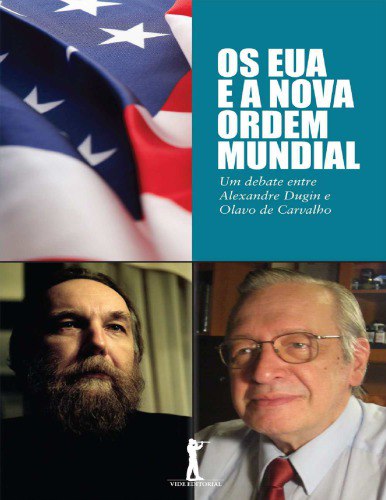 OS EUA
E A NOVA
ORDEM
MUNDIAL
Um debate entre
Alexandre Dugin e
Olavo de Carvalho
VIDE EDITORIAL